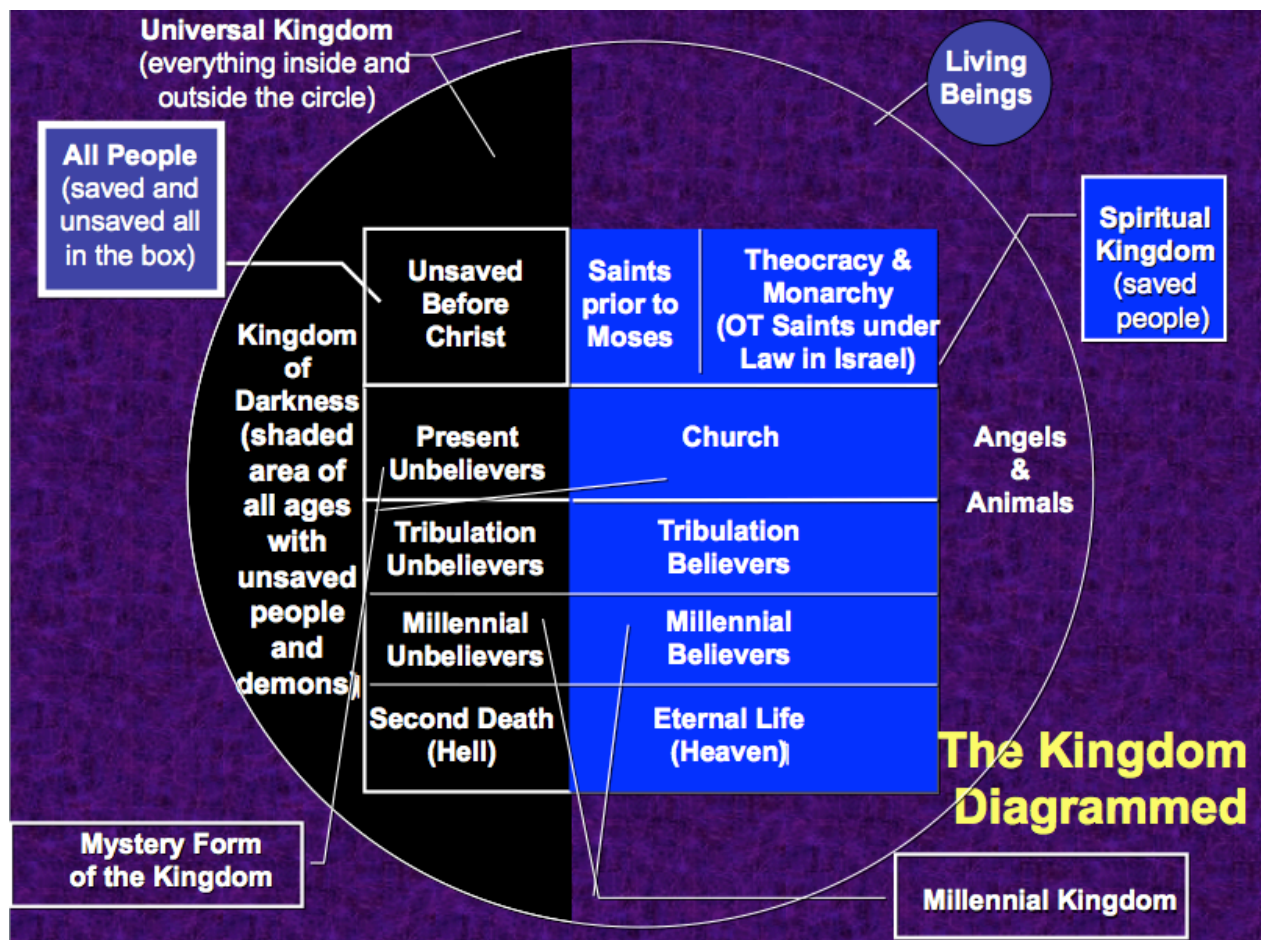 Universal Kingdom
(everything inside and
outside the circle)
Living
Beings
All People
(saved and
unsaved all
in the box)
Spiritual
Kingdom
(saved
people)
Unsaved
Before
Christ
Saints
prior to
Moses
Theocracy &
Monarchy
(OT Saints under
Law in Israel)
Kingdom
of
Darkness
(shaded
area of
all ages
with
unsaved
people
and
demons)
Present
Unbelievers
Church
Angels
&
Animals
Tribulation
Unbelievers
Tribulation
Believers
Millennial
Unbelievers
Millennial
Believers
Second Death
(Hell)
Eternal Life
(Heaven)
The Kingdom
Diagrammed
Mystery Form
of the Kingdom
Millennial Kingdom